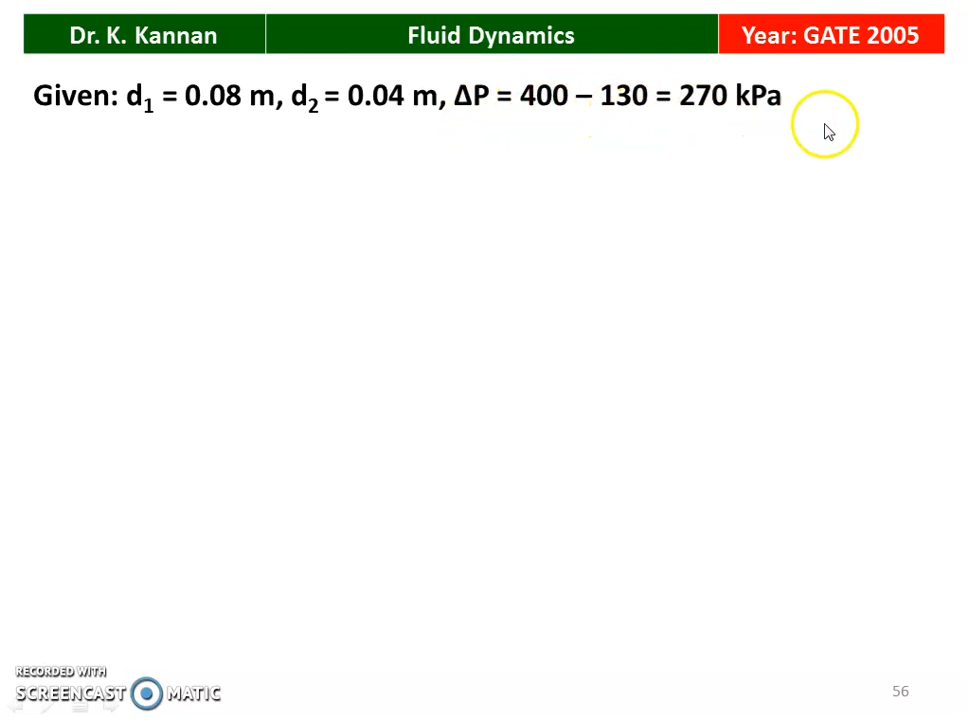 Dr. K. Kannan Fluid Dynamics Year: GATE 2005
Given: d₁ = 0.08 m, d₂ = 0.04 m, ΔP = 400 – 130 = 270 kPa
RECORDED WITH
SCREENCAST MATIC
56